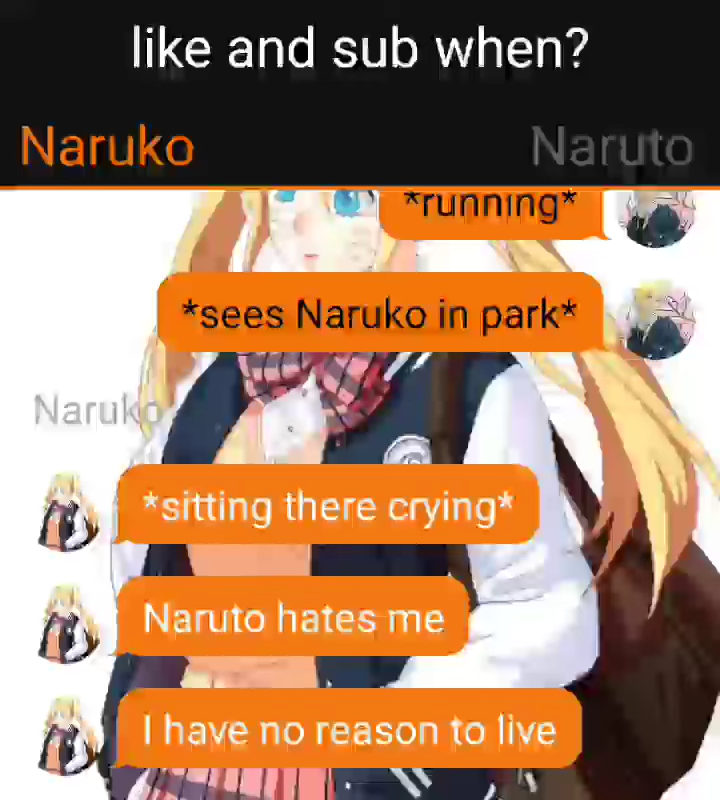 like and sub when?
Naruko
Naruto
*running*
*sees Naruko in park*
Naruko
*sitting there crying*
Naruto hates me
I have no reason to live